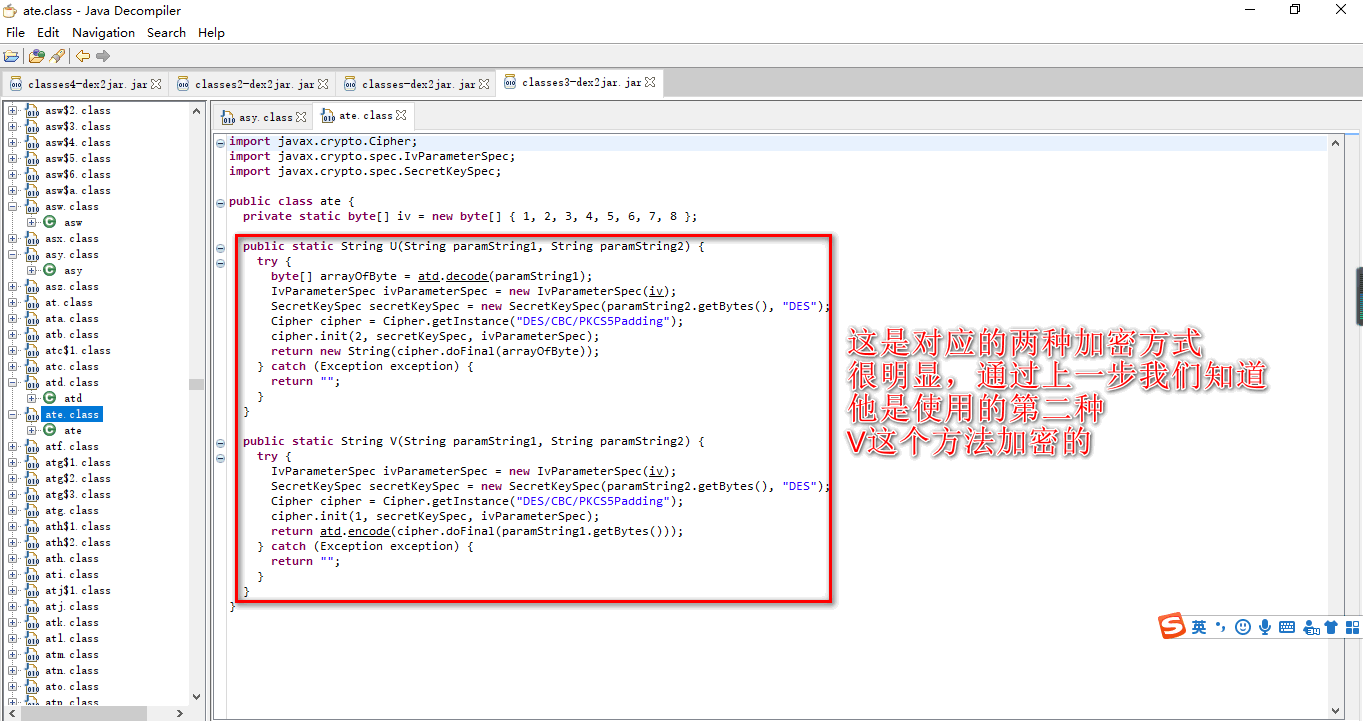 ate.class - Java Decompiler
File Edit Navigation Search Help
classes4-dex2jar.jar classes2-dex2jar.jar classes-dex2jar.jar classes3-dex2jar.jar
asw$2.class
asw$3.class
asw$4.class
asw$5.class
asw$6.class
asw$a.class
asw.class
asw
asx.class
asy.class
asy
asz.class
at.class
ata.class
atb.class
atc$1.class
atc.class
atd.class
atd
ate.class
ate
atf.class
atg$1.class
atg$2.class
atg$3.class
atg.class
ath$1.class
ath$2.class
ath.class
ati.class
atj$1.class
atj.class
atk.class
atl.class
atm.class
atn.class
ato.class
atp.class
asy.class ate.class
import javax.crypto.Cipher;
import javax.crypto.spec.IvParameterSpec;
import javax.crypto.spec.SecretKeySpec;
public class ate {
private static byte[] iv = new byte[] { 1, 2, 3, 4, 5, 6, 7, 8 };
public static String U(String paramString1, String paramString2) {
try {
byte[] arrayOfByte = atd.decode(paramString1);
IvParameterSpec ivParameterSpec = new IvParameterSpec(iv);
SecretKeySpec secretKeySpec = new SecretKeySpec(paramString2.getBytes(), "DES");
Cipher cipher = Cipher.getInstance("DES/CBC/PKCS5Padding");
cipher.init(2, secretKeySpec, ivParameterSpec);
return new String(cipher.doFinal(arrayOfByte));
} catch (Exception exception) {
return "";
}
}
public static String V(String paramString1, String paramString2) {
try {
IvParameterSpec ivParameterSpec = new IvParameterSpec(iv);
SecretKeySpec secretKeySpec = new SecretKeySpec(paramString2.getBytes(), "DES");
Cipher cipher = Cipher.getInstance("DES/CBC/PKCS5Padding");
cipher.init(1, secretKeySpec, ivParameterSpec);
return atd.encode(cipher.doFinal(paramString1.getBytes()));
} catch (Exception exception) {
return "";
}
}
}
这是对应的两种加密方式
很明显，通过上一步我们知道
他是使用的第二种
V这个方法加密的
S 英